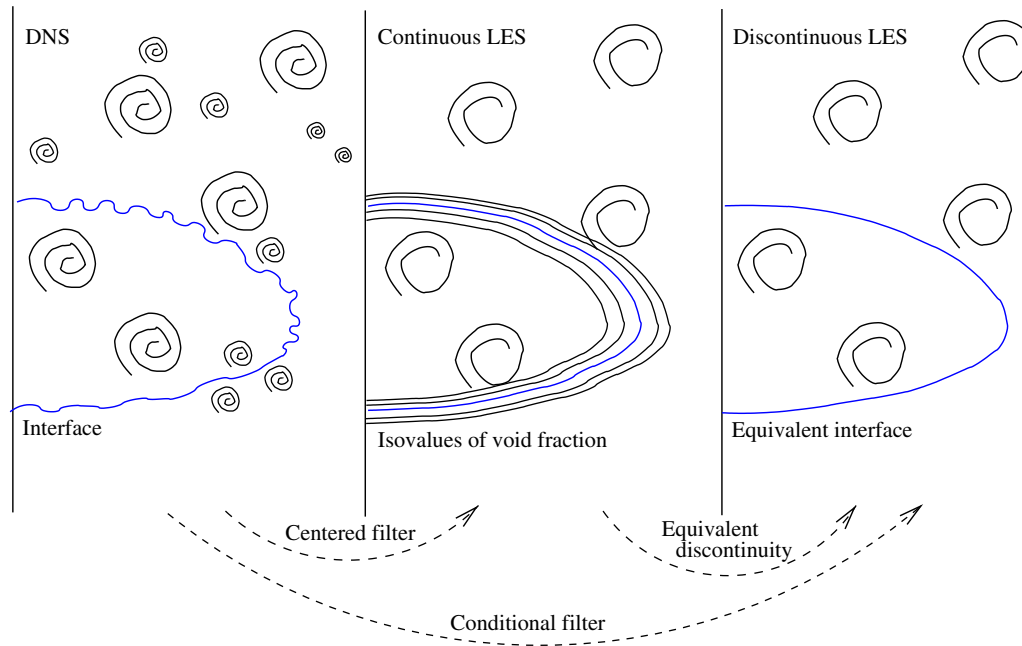 DNS
Continuous LES
Discontinuous LES
Interface
Isovalues of void fraction
Equivalent interface
Centered filter
Equivalent
discontinuity
Conditional filter